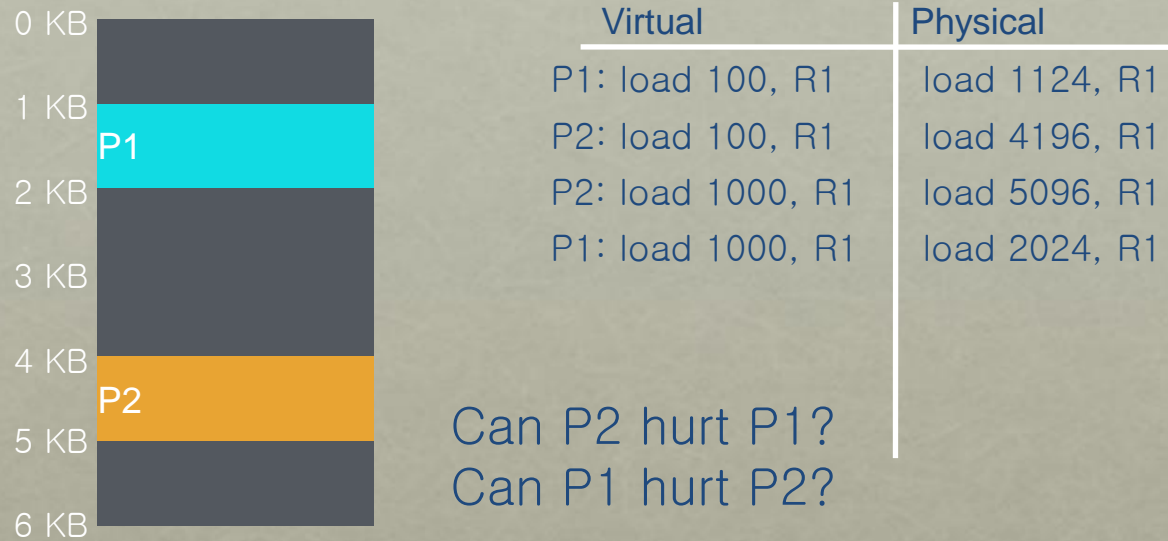 0 KB
1 KB
P1
2 KB
3 KB
4 KB
P2
5 KB
6 KB
Virtual Physical
P1: load 100, R1 load 1124, R1
P2: load 100, R1 load 4196, R1
P2: load 1000, R1 load 5096, R1
P1: load 1000, R1 load 2024, R1
Can P2 hurt P1?
Can P1 hurt P2?